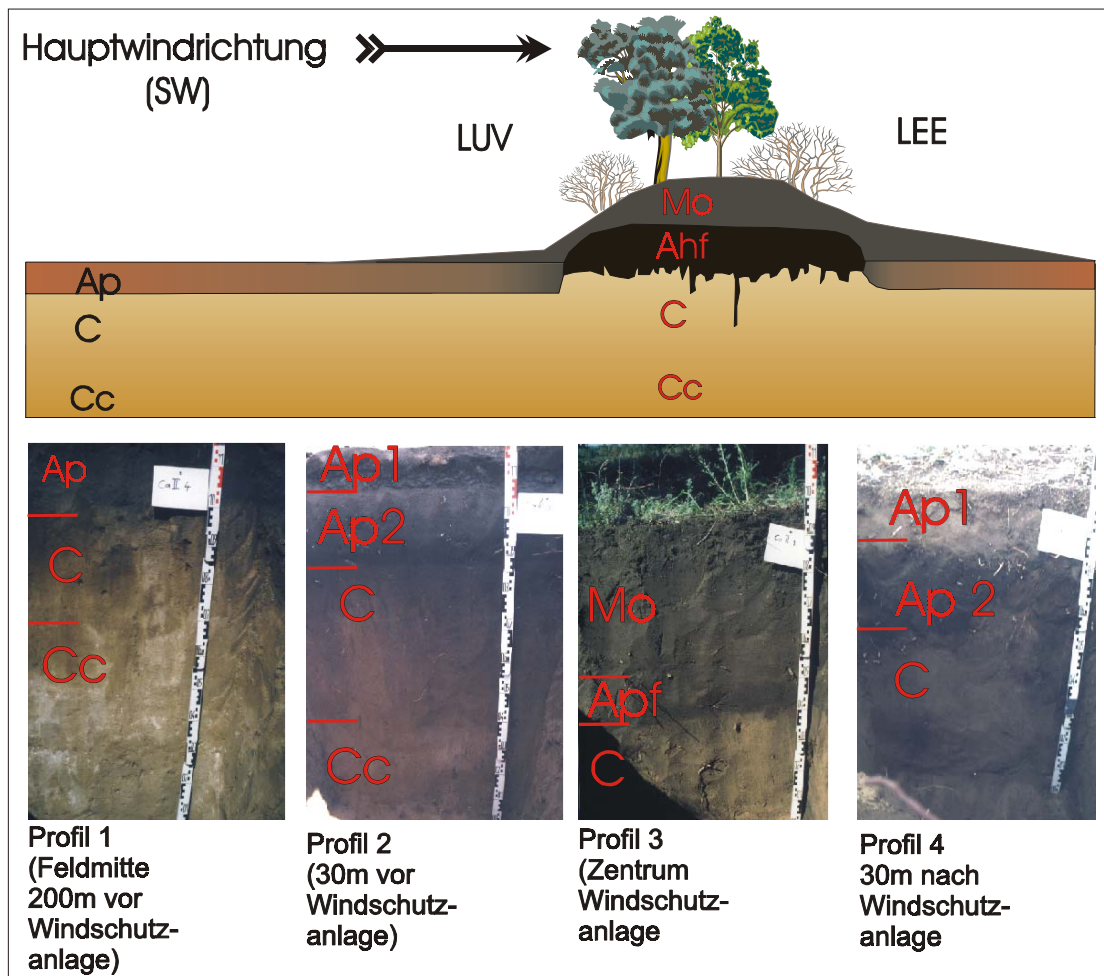 Hauptwindrichtung
(SW)
LUV
LEE
Mo
Ahf
Ap
C
C
Cc
Cc
Ap
C
Cc
Ap1
Ap2
C
Cc
Mo
Apf
C
Ap1
Ap 2
C
Profil 1
(Feldmitte
200m vor
Windschutz-
anlage)
Profil 2
(30m vor
Windschutz-
anlage)
Profil 3
(Zentrum
Windschutz-
anlage
Profil 4
30m nach
Windschutz-
anlage